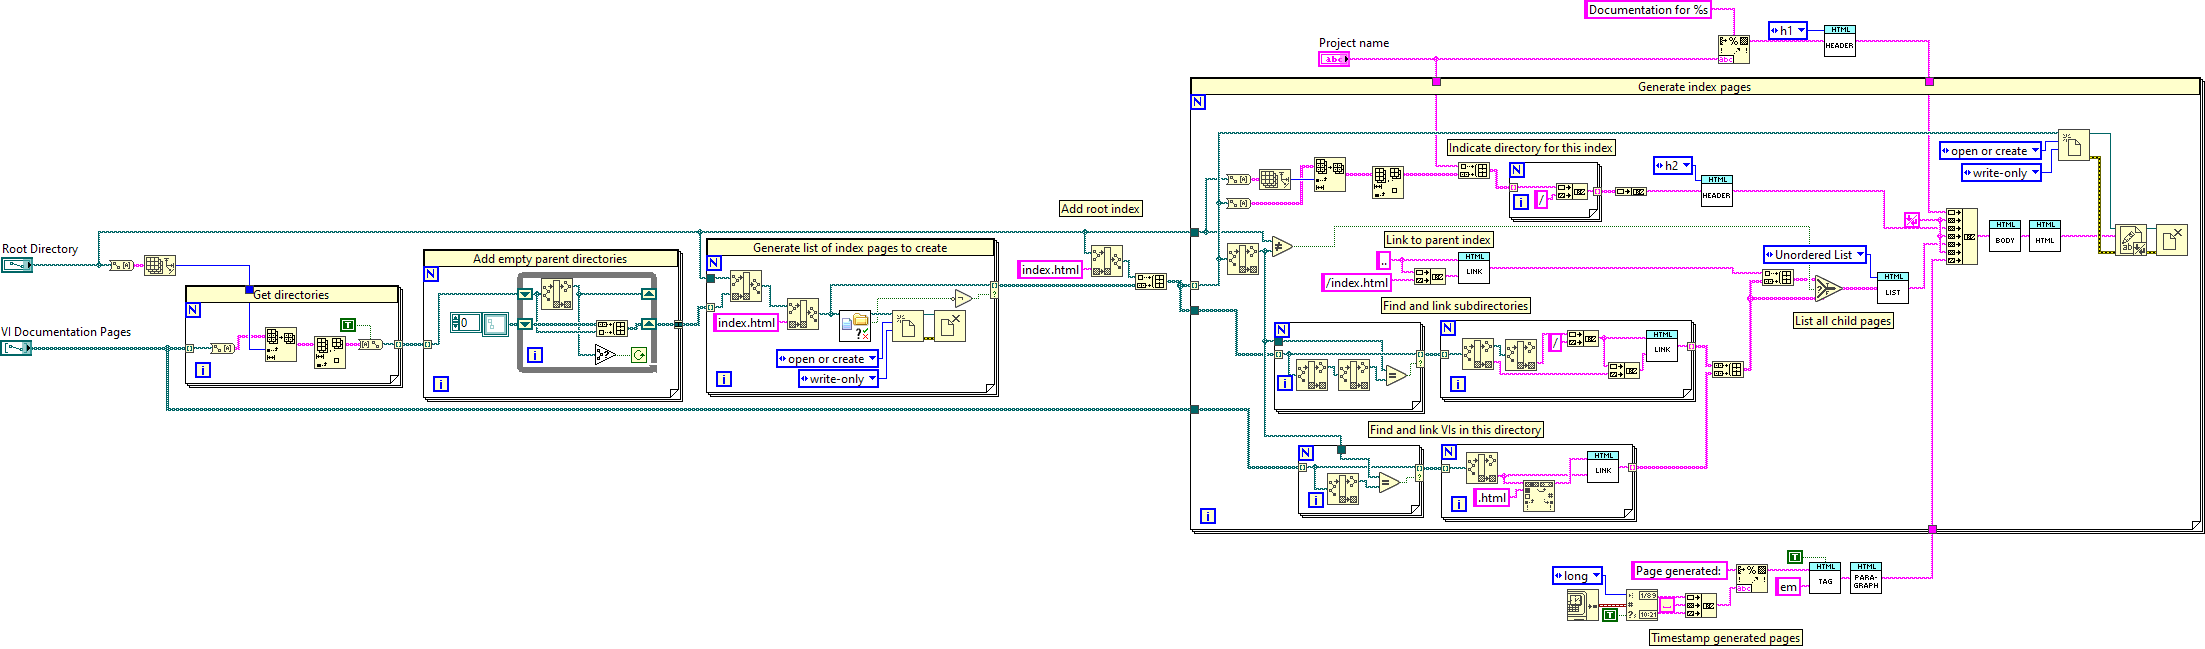 Documentation for %s
h1
HTML
HEADER
abc
Project name
abc
Generate index pages
N
Indicate directory for this index
open or create
write-only
h2
N
i
/
HTML
HEADER
Add root index
Root Directory
Link to parent index
Unordered List
..
/index.html
HTML
LINK
HTML
BODY
HTML
HTML
HTML
LIST
index.html
Generate list of index pages to create
N
index.html
open or create
write-only
i
Add empty parent directories
N
0
i
i
Get directories
N
T
i
VI Documentation Pages
Find and link subdirectories
List all child pages
N
i
N
/
HTML
LINK
i
Find and link VIs in this directory
N
i
N
HTML
LINK
.html
i
i
T
long
Page generated:
abc
em
HTML
TAG
HTML
PARA-
GRAPH
T
Timestamp generated pages